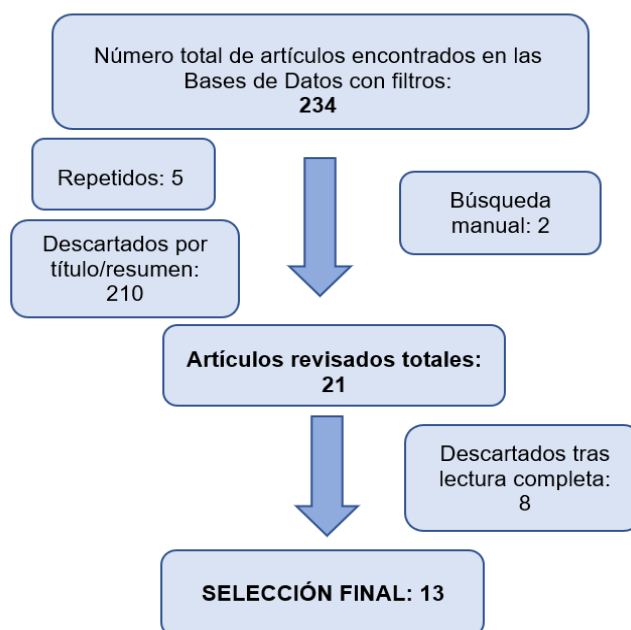 Número total de artículos encontrados en las
Bases de Datos con filtros:
234
Repetidos: 5
Búsqueda
manual: 2
Descartados por
título/resumen:
210
Artículos revisados totales:
21
Descartados tras
lectura completa:
8
SELECCIÓN FINAL: 13